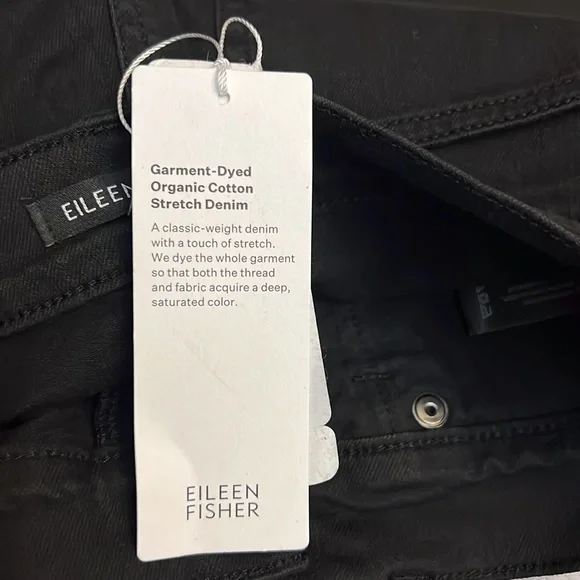 Garment-Dyed
Organic Cotton
Stretch Denim
A classic-weight denim
with a touch of stretch.
We dye the whole garment
so that both the thread
and fabric acquire a deep,
saturated color.
EILEEN
FISHER
EILEEN